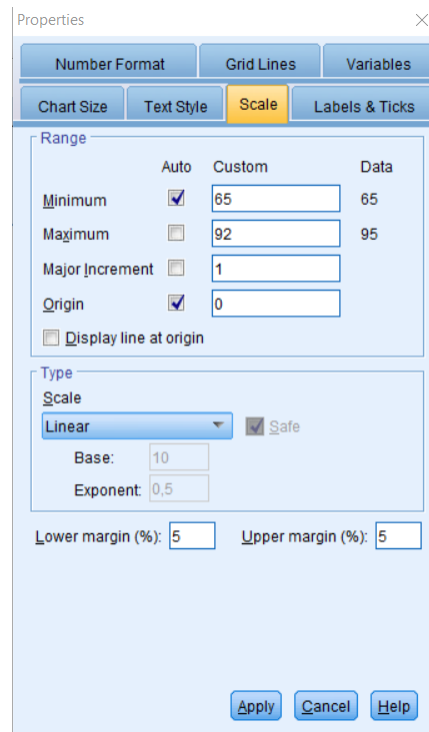 Properties
Number Format Grid Lines Variables
Chart Size Text Style Scale Labels & Ticks
Range
Auto Custom Data
Minimum 65 65
Maximum 92 95
Major Increment 1
Origin 0
Display line at origin
Type
Scale
Linear Safe
Base: 10
Exponent: 0,5
Lower margin (%): 5 Upper margin (%): 5
Apply Cancel Help